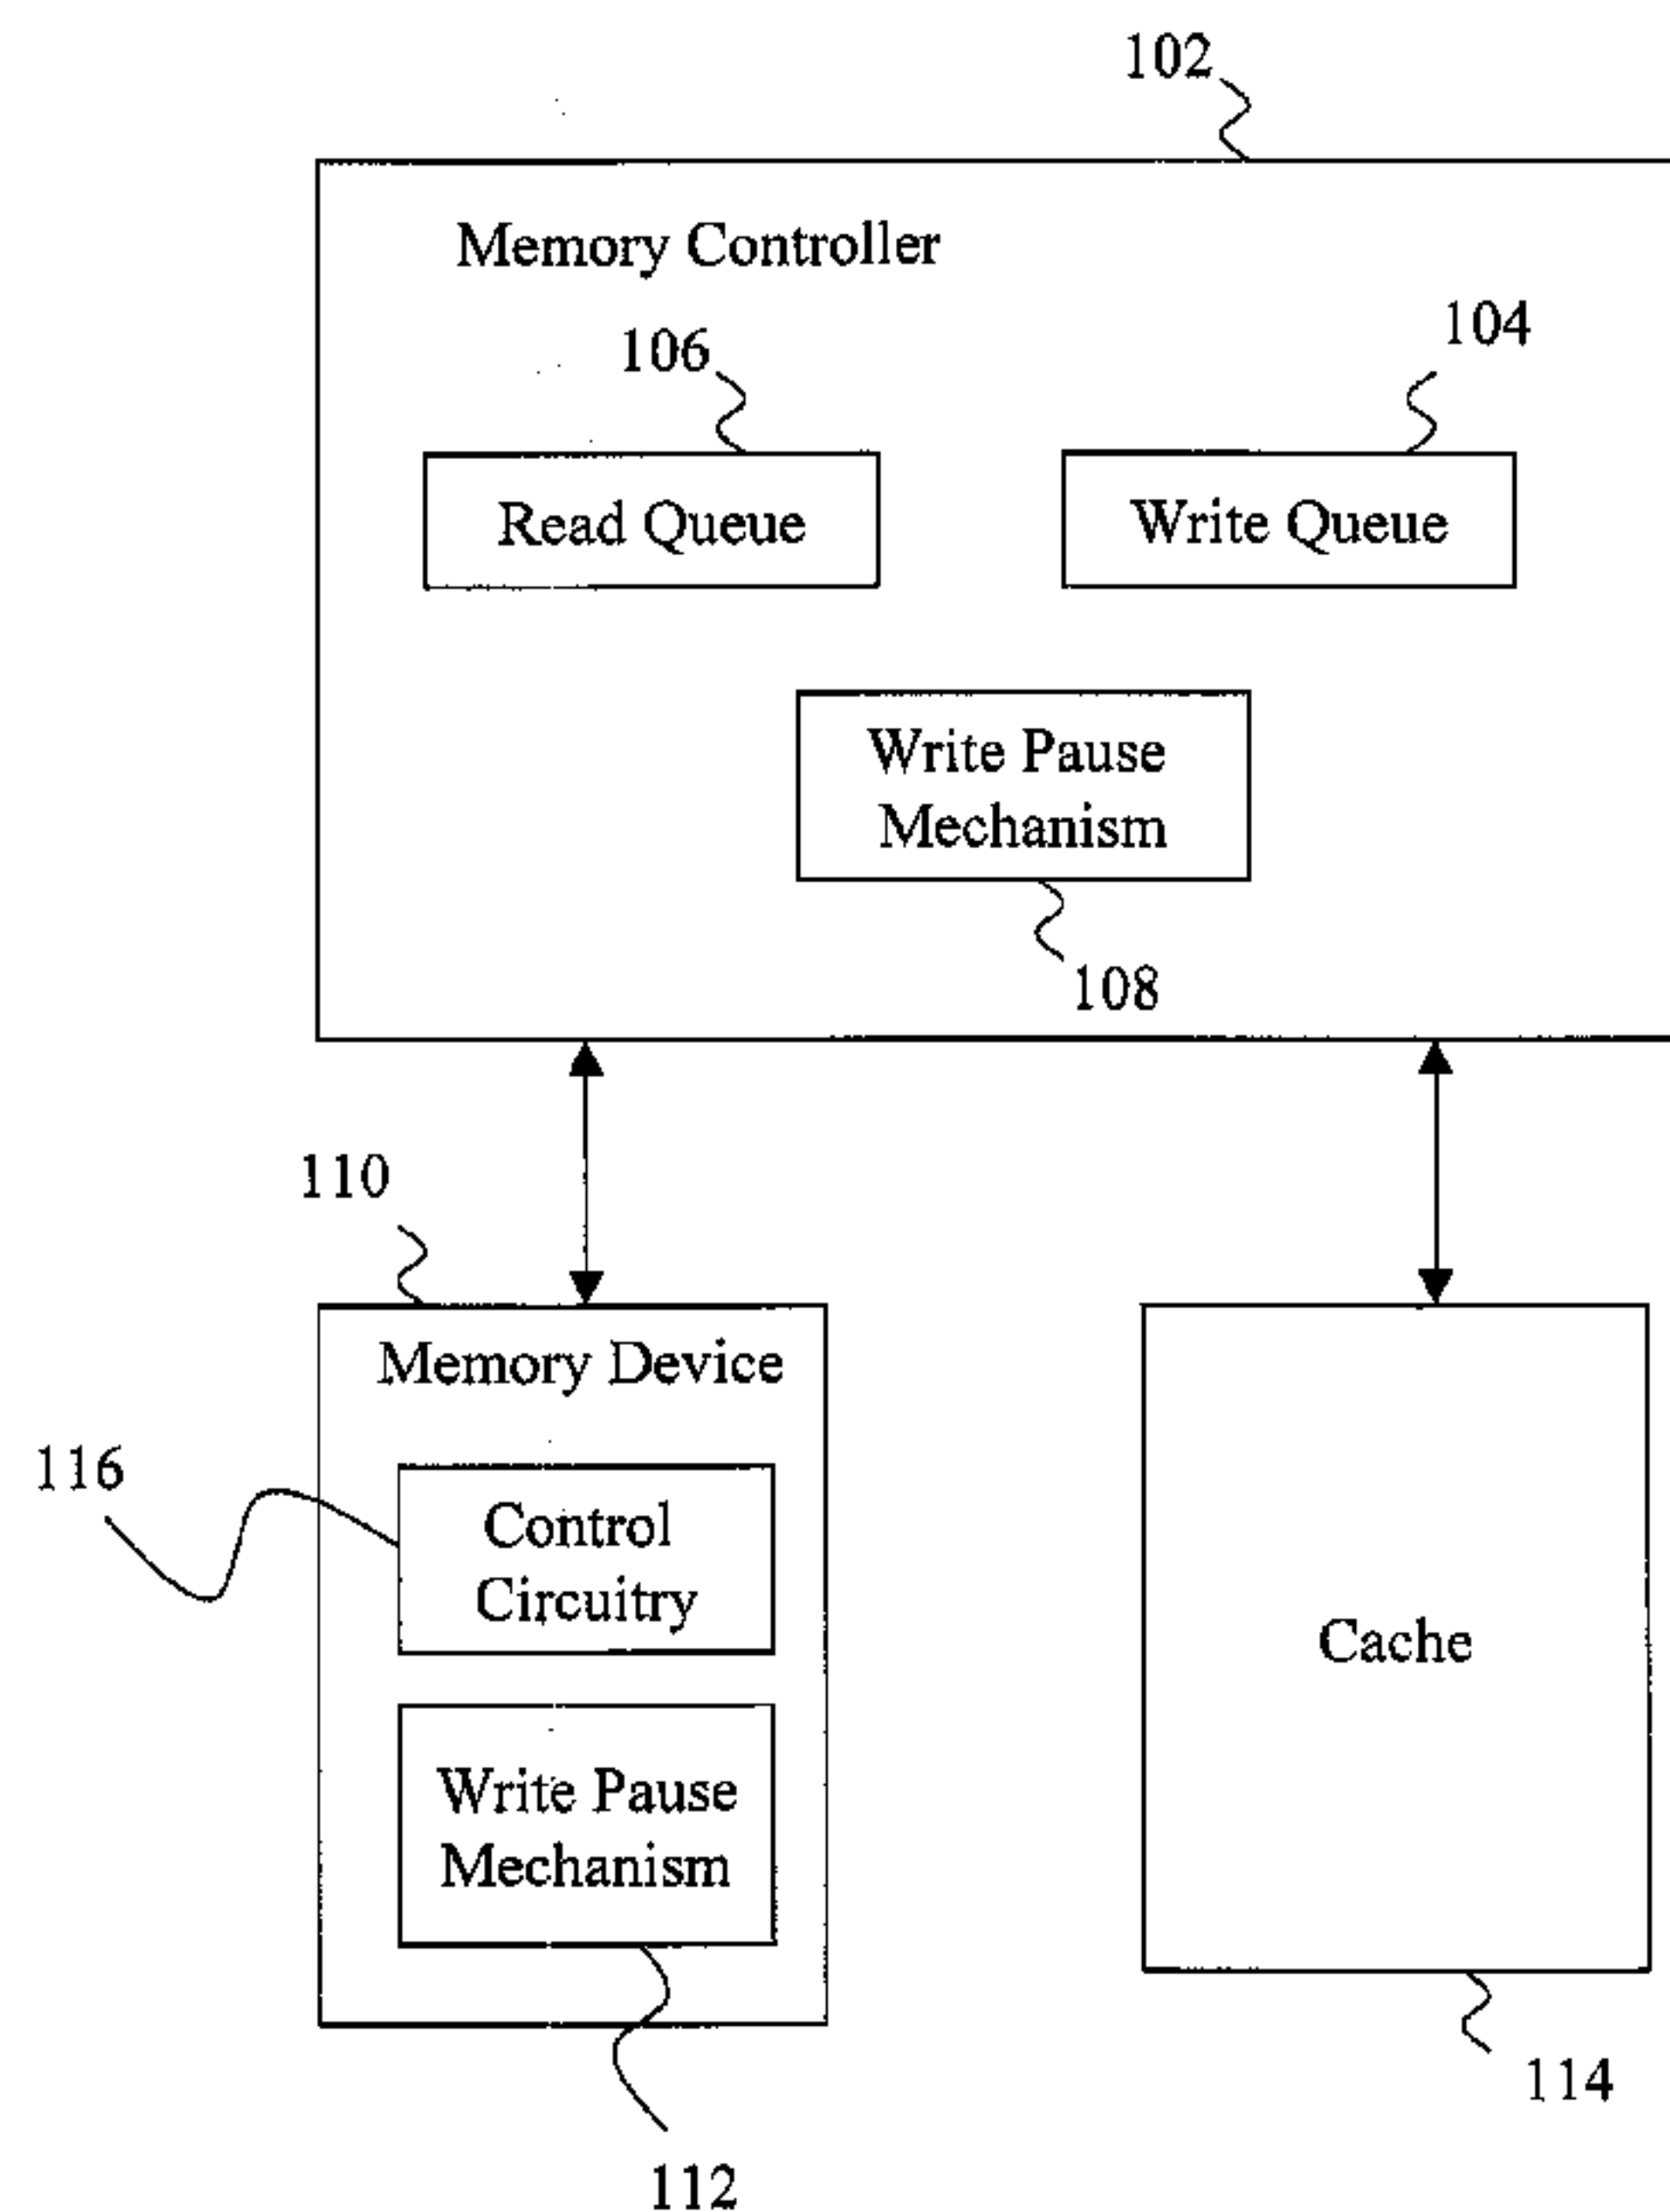 102
Memory Controller
106
104
Read Queue
Write Queue
Write Pause
Mechanism
108
110
Memory Device
116
Control
Circuitry
Cache
Write Pause
Mechanism
114
112